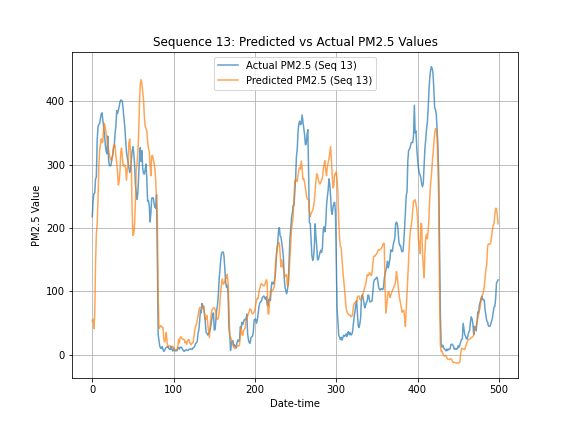 Sequence 13: Predicted vs Actual PM2.5 Values
Actual PM2.5 (Seq 13)
Predicted PM2.5 (Seq 13)
400
300
200
100
0
PM2.5 Value
0 100 200 300 400 500
Date-time